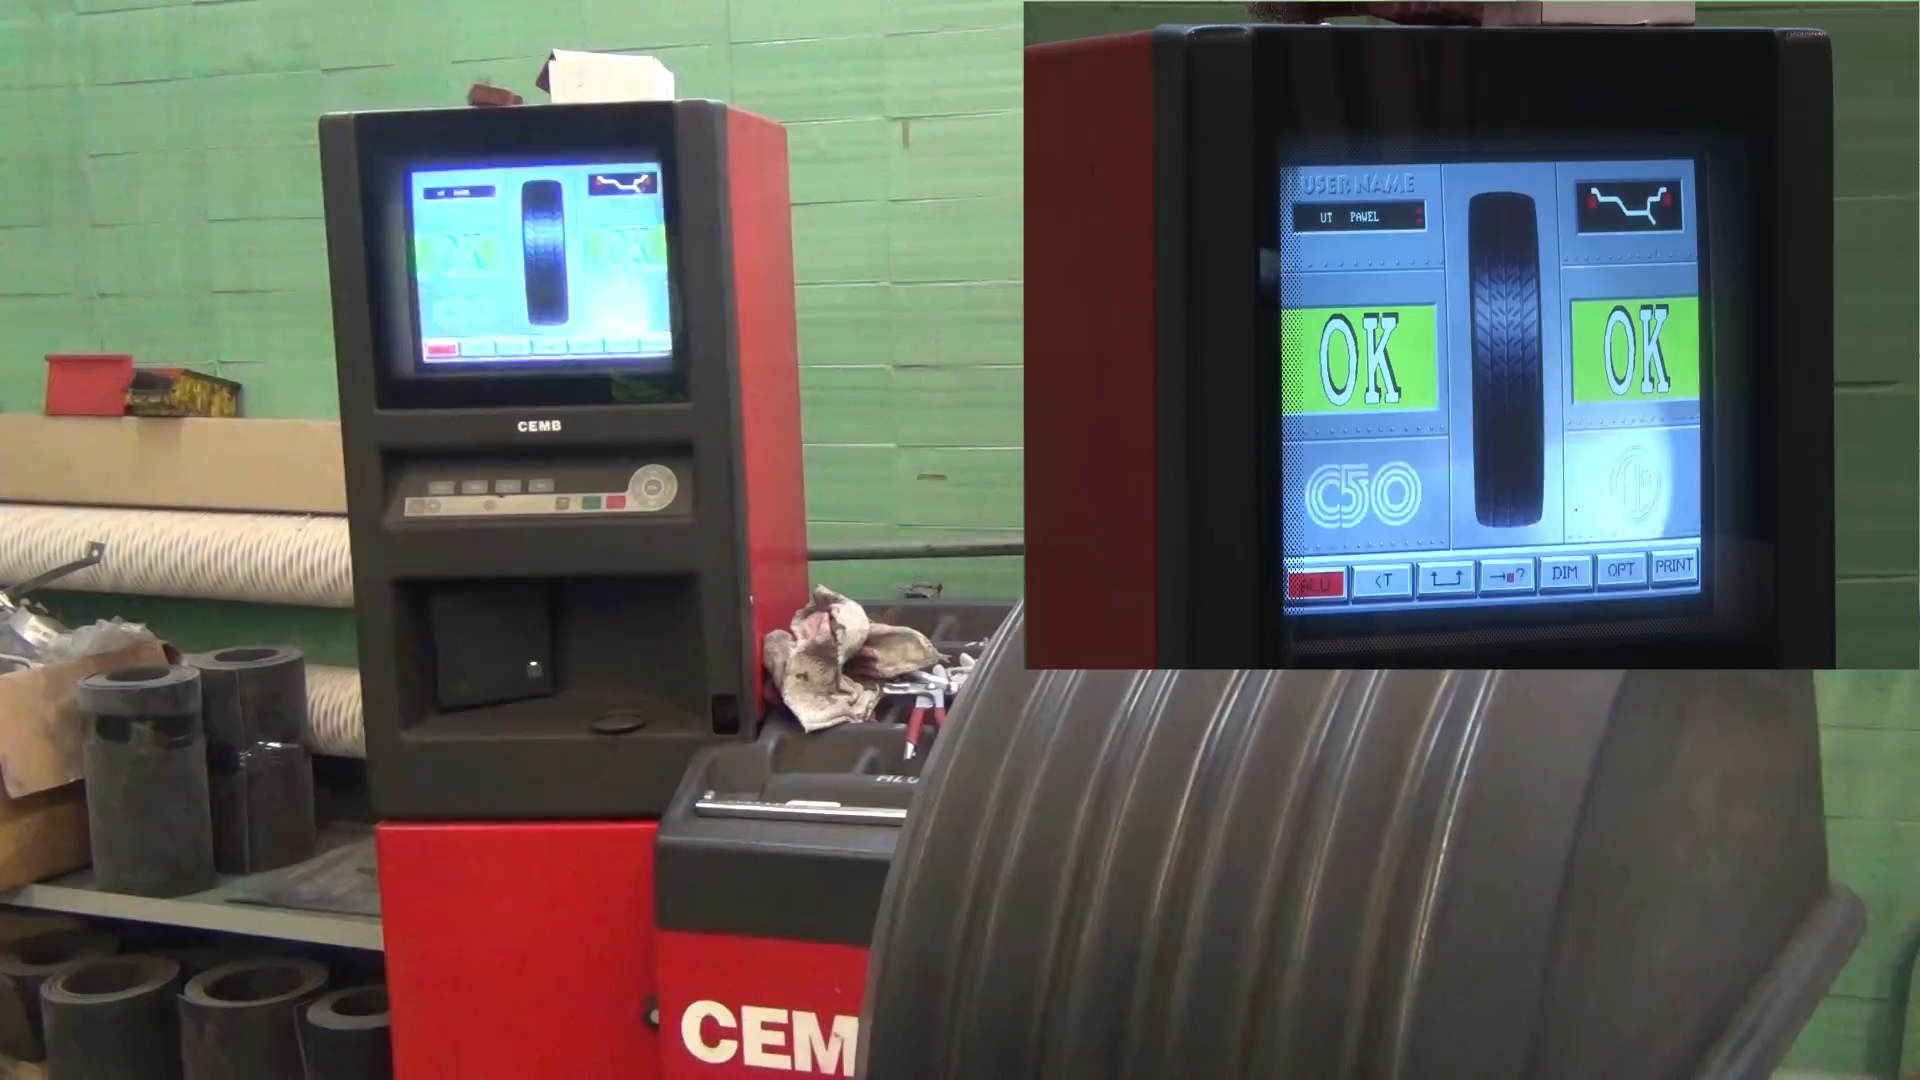 CEMB
CEM
USER NAME
UT PAWEL
OK
OK
C50
ALU
<T
?
DIM
OPT
PRINT